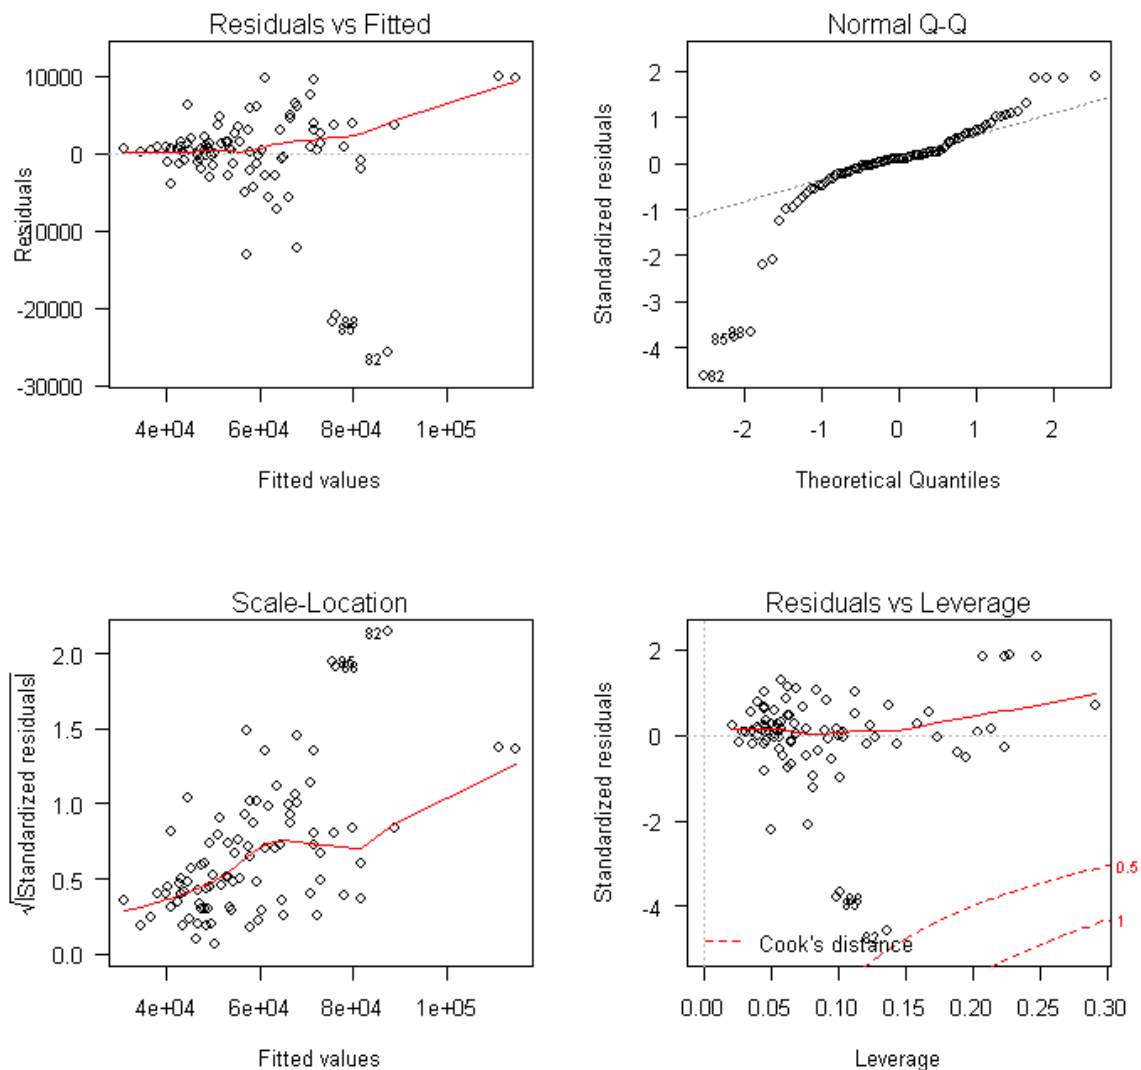 Residuals vs Fitted
Residuals
10000
0
-10000
-20000
-30000
82
4e+04 6e+04 8e+04 1e+05
Fitted values
Normal Q-Q
Standardized residuals
2
1
0
-1
-2
-3
-4
85
82
-2 -1 0 1 2
Theoretical Quantiles
Scale-Location
√|Standardized residuals|
2.0
1.5
1.0
0.5
0.0
82
4e+04 6e+04 8e+04 1e+05
Fitted values
Residuals vs Leverage
Standardized residuals
2
0
-2
-4
82
Cook's distance
0.5
1
0.00 0.05 0.10 0.15 0.20 0.25 0.30
Leverage